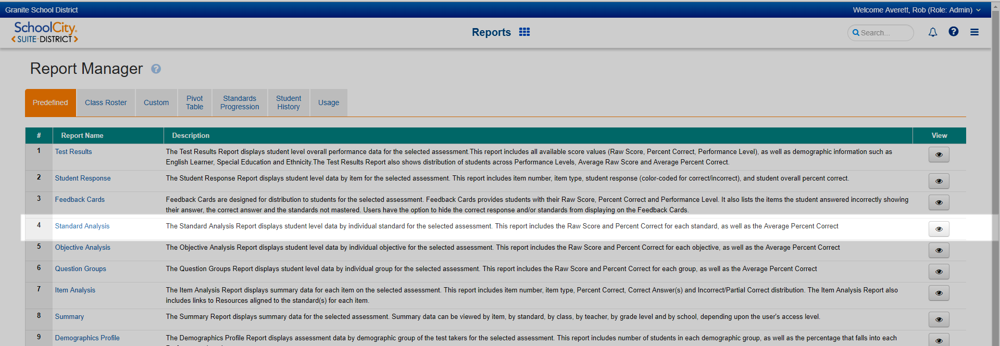 Granite School District
Welcome Averett, Rob (Role: Admin)
SchoolCity
SUITE-DISTRICT
Reports
Search...
Report Manager
Predefined
Class Roster
Custom
Pivot
Table
Standards
Progression
Student
History
Usage
# Report Name Description View
1 Test Results The Test Results Report displays student level overall performance data for the selected assessment.This report includes all available score values (Raw Score, Percent Correct, Performance Level), as well as demographic information such as
English Learner, Special Education and Ethnicity.The Test Results Report also shows distribution of students across Performance Levels, Average Raw Score and Average Percent Correct.
2 Student Response The Student Response Report displays student level data by item for the selected assessment. This report includes item number, item type, student response (color-coded for correct/incorrect), and student overall percent correct.
3 Feedback Cards Feedback Cards are designed for distribution to students for the selected assessment. Feedback Cards provides students with their Raw Score, Percent Correct and Performance Level. It also lists the items the student answered incorrectly showing
their answer, the correct answer and the standards not mastered. Users have the option to hide the correct response and/or standards from displaying on the Feedback Cards.
4 Standard Analysis The Standard Analysis Report displays student level data by individual standard for the selected assessment. This report includes the Raw Score and Percent Correct for each standard, as well as the Average Percent Correct
5 Objective Analysis The Objective Analysis Report displays student level data by individual objective for the selected assessment. This report includes the Raw Score and Percent Correct for each objective, as well as the Average Percent Correct
6 Question Groups The Question Groups Report displays student level data by individual group for the selected assessment. This report includes the Raw Score and Percent Correct for each group, as well as the Average Percent Correct
7 Item Analysis The Item Analysis Report displays summary data for each item on the selected assessment. This report includes item number, item type, Percent Correct, Correct Answer(s) and Incorrect/Partial Correct distribution. The Item Analysis Report also
includes links to Resources aligned to the standard(s) for each item.
8 Summary The Summary Report displays summary data for the selected assessment. Summary data can be viewed by item, by standard, by class, by teacher, by grade level and by school, depending upon the user's access level.
9 Demographics Profile The Demographics Profile Report displays assessment data by demographic group of the test takers for the selected assessment. This report includes number of students in each demographic group, as well as the percentage that falls into each